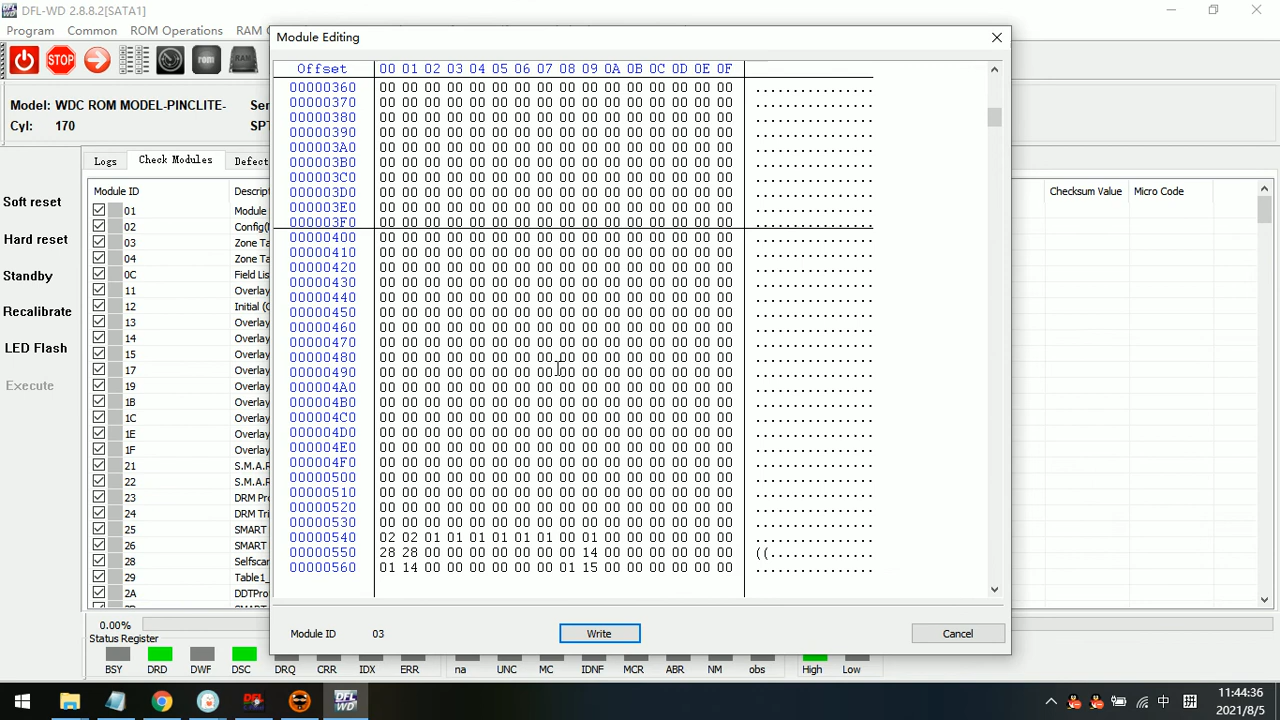 DFL-WD 2.8.8.2[SATA1]
Program Common ROM Operations RAM O
STOP rom RAM
Model: WDC ROM MODEL-PINCLITE- Ser
Cyl: 170 SPT
Soft reset
Hard reset
Standby
Recalibrate
LED Flash
Execute
Logs Check Modules Defect
Module ID Descrip
01 Module
02 Config(
03 Zone Ta
04 Zone Ta
0C Field Lis
11 Overlay
12 Initial (O
13 Overlay
14 Overlay
15 Overlay
17 Overlay
19 Overlay
1B Overlay
1C Overlay
1E Overlay
1F Overlay
21 S.M.A.R
22 S.M.A.R
23 DRM Pro
24 DRM Tri
25 SMART
26 SMART
28 Selfscan
29 Table1_
2A DDTPro
Checksum Value Micro Code
Module Editing
Offset 00 01 02 03 04 05 06 07 08 09 0A 0B 0C 0D 0E 0F
00000360 00 00 00 00 00 00 00 00 00 00 00 00 00 00 00 00 ................
00000370 00 00 00 00 00 00 00 00 00 00 00 00 00 00 00 00 ................
00000380 00 00 00 00 00 00 00 00 00 00 00 00 00 00 00 00 ................
00000390 00 00 00 00 00 00 00 00 00 00 00 00 00 00 00 00 ................
000003A0 00 00 00 00 00 00 00 00 00 00 00 00 00 00 00 00 ................
000003B0 00 00 00 00 00 00 00 00 00 00 00 00 00 00 00 00 ................
000003C0 00 00 00 00 00 00 00 00 00 00 00 00 00 00 00 00 ................
000003D0 00 00 00 00 00 00 00 00 00 00 00 00 00 00 00 00 ................
000003E0 00 00 00 00 00 00 00 00 00 00 00 00 00 00 00 00 ................
000003F0 00 00 00 00 00 00 00 00 00 00 00 00 00 00 00 00 ................
00000400 00 00 00 00 00 00 00 00 00 00 00 00 00 00 00 00 ................
00000410 00 00 00 00 00 00 00 00 00 00 00 00 00 00 00 00 ................
00000420 00 00 00 00 00 00 00 00 00 00 00 00 00 00 00 00 ................
00000430 00 00 00 00 00 00 00 00 00 00 00 00 00 00 00 00 ................
00000440 00 00 00 00 00 00 00 00 00 00 00 00 00 00 00 00 ................
00000450 00 00 00 00 00 00 00 00 00 00 00 00 00 00 00 00 ................
00000460 00 00 00 00 00 00 00 00 00 00 00 00 00 00 00 00 ................
00000470 00 00 00 00 00 00 00 00 00 00 00 00 00 00 00 00 ................
00000480 00 00 00 00 00 00 00 00 00 00 00 00 00 00 00 00 ................
00000490 00 00 00 00 00 00 00 00 00 00 00 00 00 00 00 00 ................
000004A0 00 00 00 00 00 00 00 00 00 00 00 00 00 00 00 00 ................
000004B0 00 00 00 00 00 00 00 00 00 00 00 00 00 00 00 00 ................
000004C0 00 00 00 00 00 00 00 00 00 00 00 00 00 00 00 00 ................
000004D0 00 00 00 00 00 00 00 00 00 00 00 00 00 00 00 00 ................
000004E0 00 00 00 00 00 00 00 00 00 00 00 00 00 00 00 00 ................
000004F0 00 00 00 00 00 00 00 00 00 00 00 00 00 00 00 00 ................
00000500 00 00 00 00 00 00 00 00 00 00 00 00 00 00 00 00 ................
00000510 00 00 00 00 00 00 00 00 00 00 00 00 00 00 00 00 ................
00000520 00 00 00 00 00 00 00 00 00 00 00 00 00 00 00 00 ................
00000530 00 00 00 00 00 00 00 00 00 00 00 00 00 00 00 00 ................
00000540 02 02 01 01 01 01 01 01 00 01 00 00 00 00 00 00 ................
00000550 28 28 00 00 00 00 00 00 00 14 00 00 00 00 00 00 ((..............
00000560 01 14 00 00 00 00 00 00 01 15 00 00 00 00 00 00 ................
Module ID 03 Write Cancel
0.00%
Status Register
BSY DRD DWF DSC DRQ CRR IDX ERR na UNC MC IDNF MCR ABR NM obs High Low
DFL WD
中 拼
11:44:36
2021/8/5